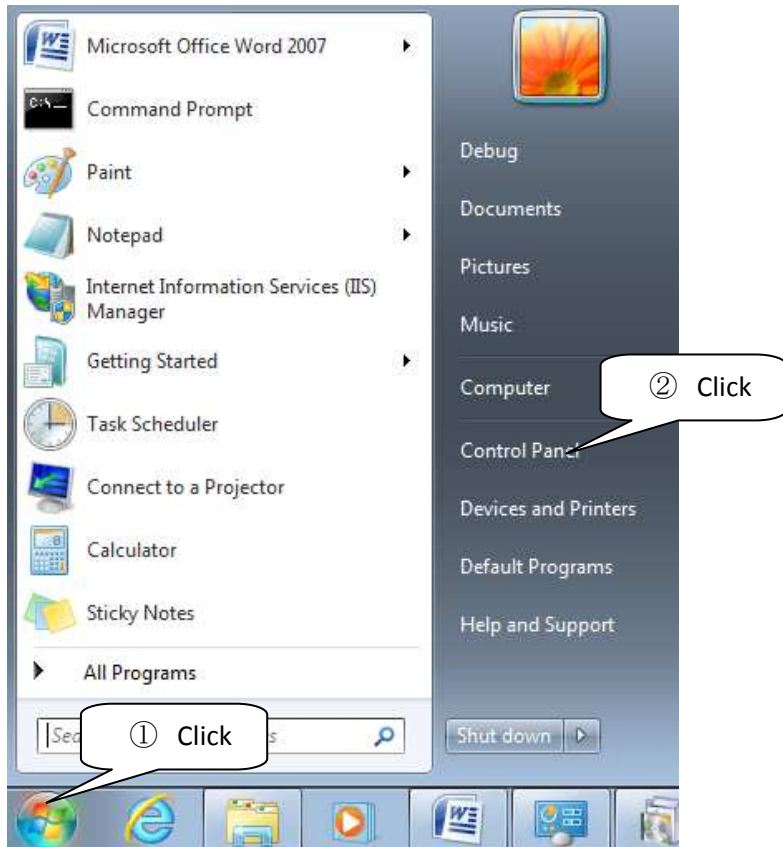 Microsoft Office Word 2007
C:\_
Command Prompt
Paint
Notepad
Internet Information Services (IIS)
Manager
Getting Started
Task Scheduler
Connect to a Projector
Calculator
Sticky Notes
All Programs
① Click
Debug
Documents
Pictures
Music
Computer
② Click
Control Panel
Devices and Printers
Default Programs
Help and Support
Shut down